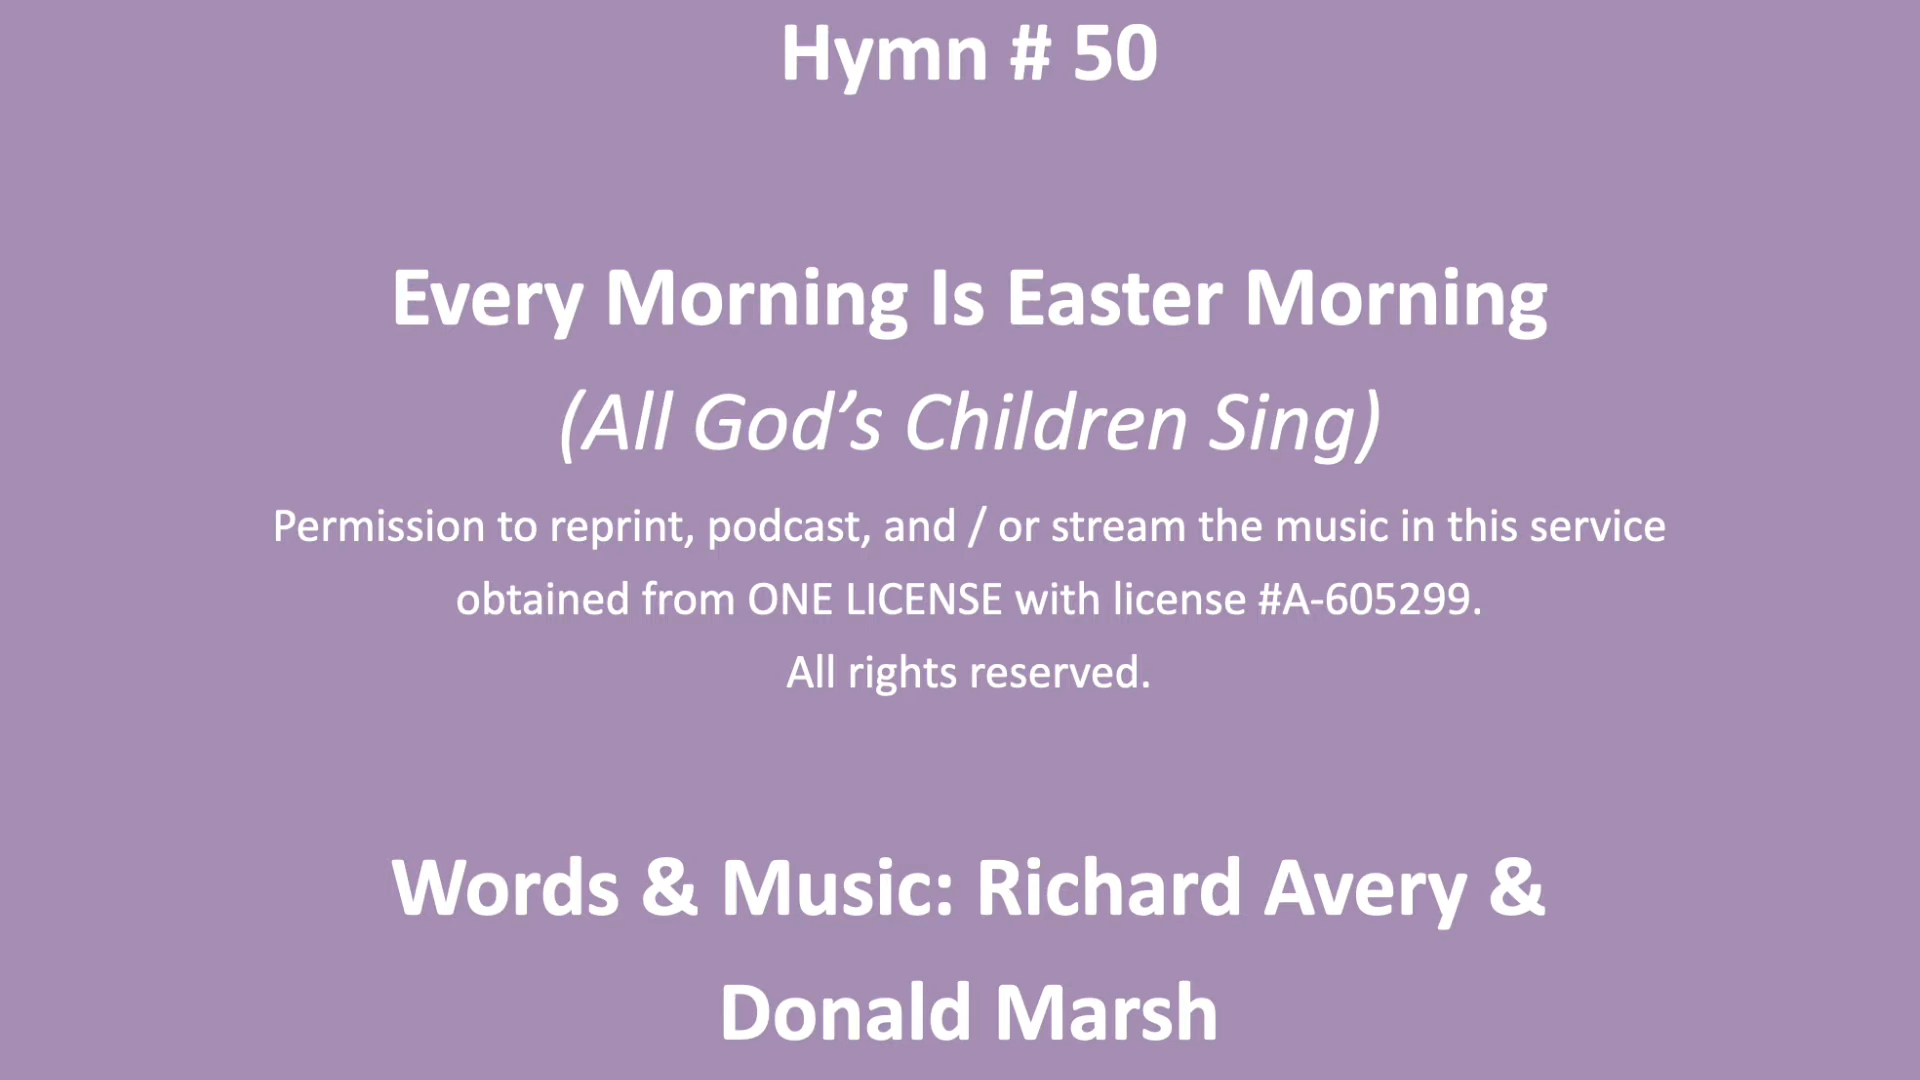 Hymn # 50
Every Morning Is Easter Morning
(All God’s Children Sing)
Permission to reprint, podcast, and / or stream the music in this service
obtained from ONE LICENSE with license #A-605299.
All rights reserved.
Words & Music: Richard Avery &
Donald Marsh